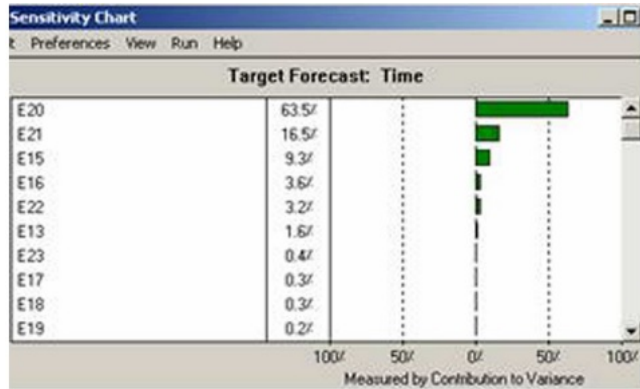 Sensitivity Chart
t Preferences View Run Help
Target Forecast: Time
E20 63.5%
E21 16.5%
E15 9.3%
E16 3.6%
E22 3.2%
E13 1.6%
E23 0.4%
E17 0.3%
E18 0.3%
E19 0.2%
100% 50% 0% 50% 100%
Measured by Contribution to Variance